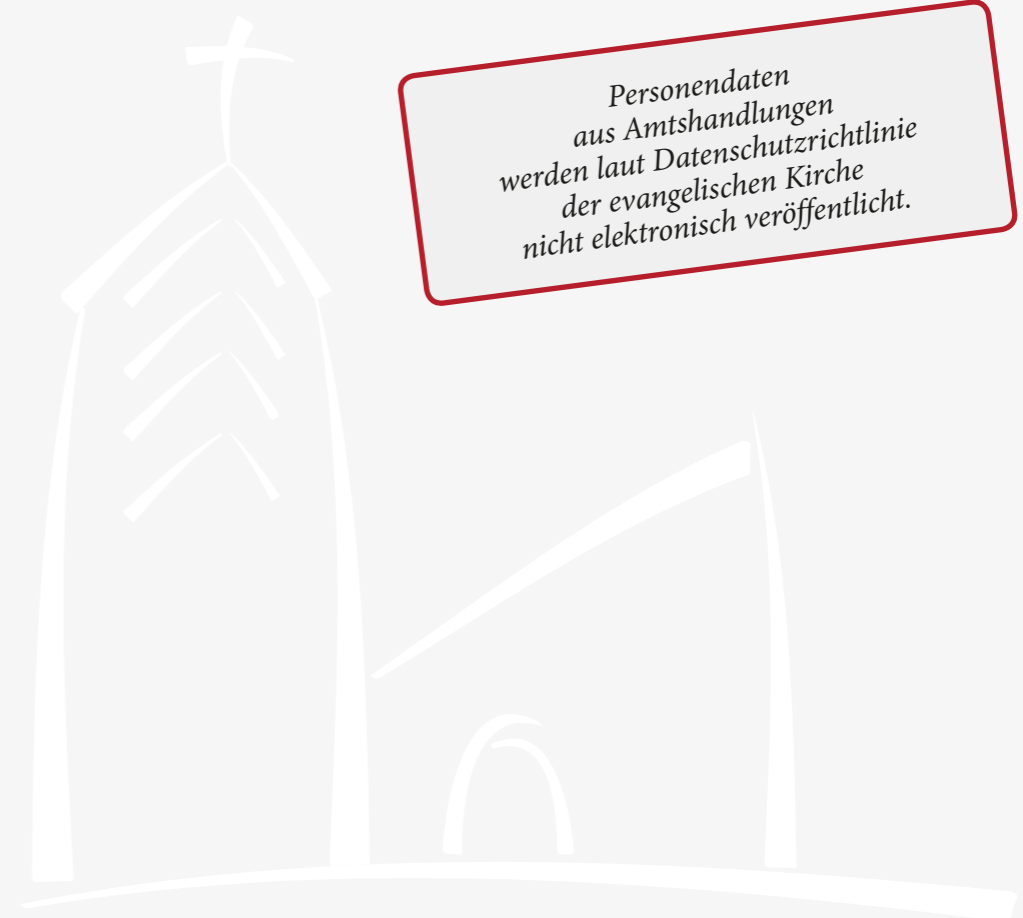 Personendaten
aus Amtshandlungen
werden laut Datenschutzrichtlinie
der evangelischen Kirche
nicht elektronisch veröffentlicht.